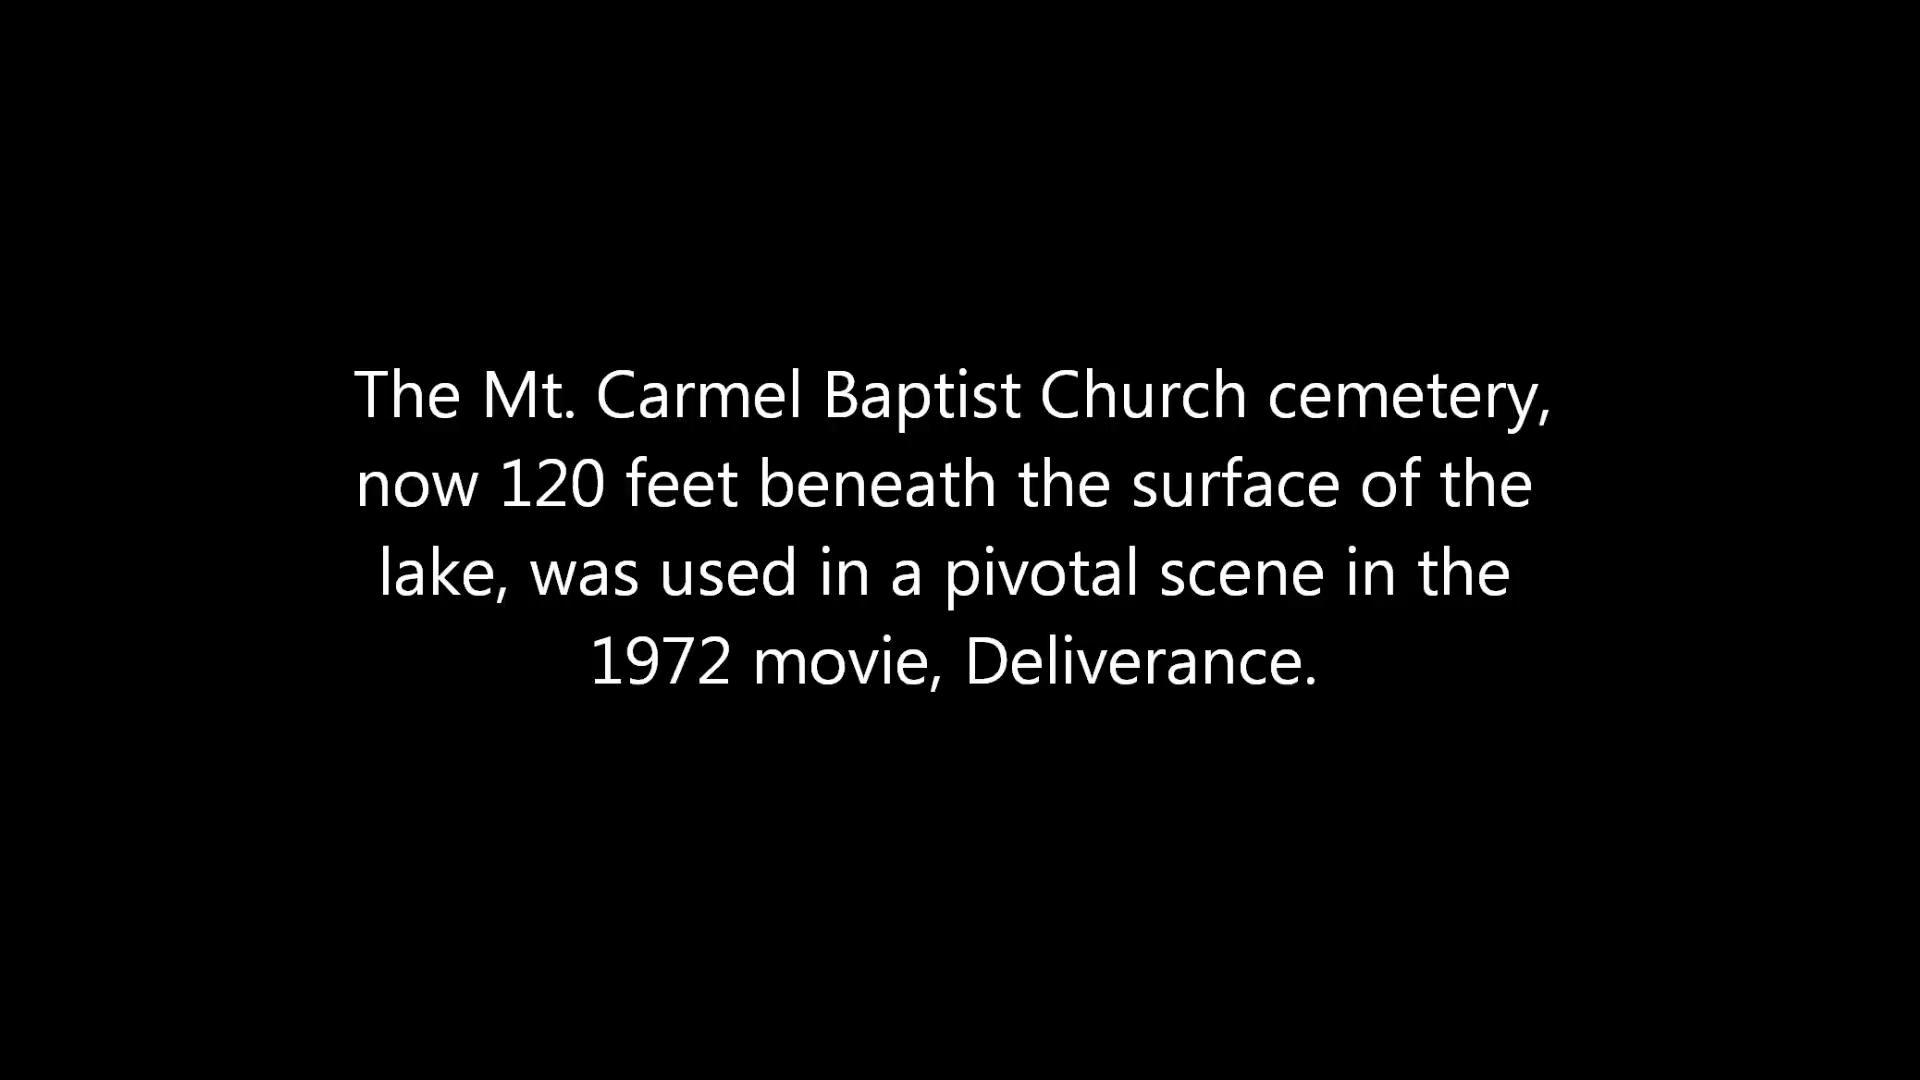 The Mt. Carmel Baptist Church cemetery,
now 120 feet beneath the surface of the
lake, was used in a pivotal scene in the
1972 movie, Deliverance.